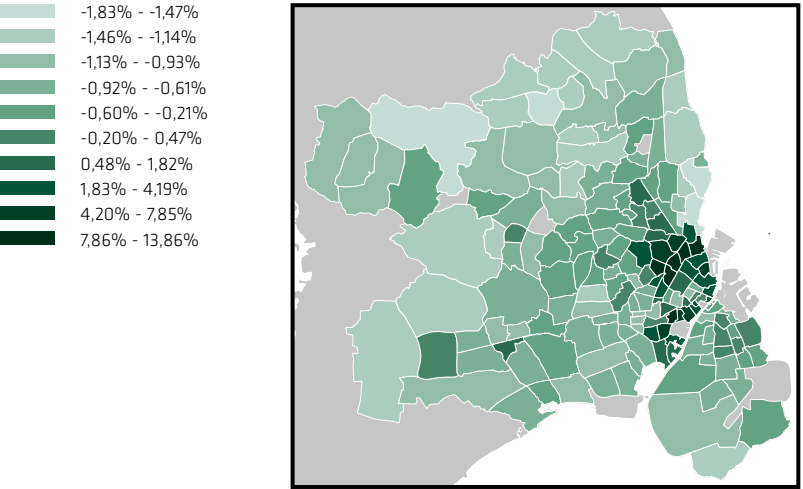 -1,83% - -1,47%
-1,46% - -1,14%
-1,13% - -0,93%
-0,92% - -0,61%
-0,60% - -0,21%
-0,20% - 0,47%
0,48% - 1,82%
1,83% - 4,19%
4,20% - 7,85%
7,86% - 13,86%